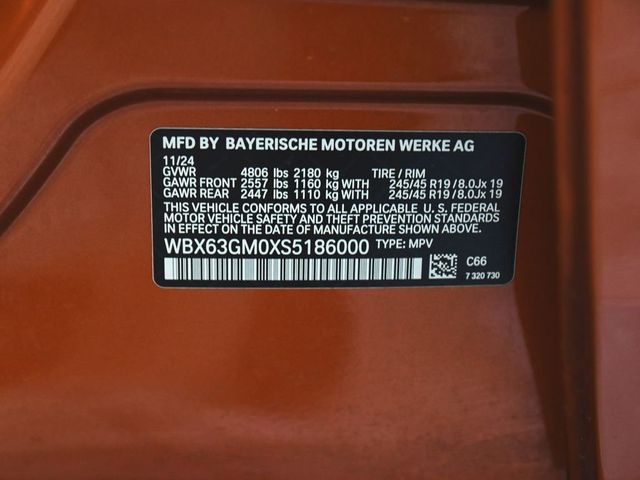 MFD BY BAYERISCHE MOTOREN WERKE AG
11/24
GVWR 4806 lbs 2180 kg TIRE / RIM
GAWR FRONT 2557 lbs 1160 kg WITH 245/45 R19 / 8.0Jx 19
GAWR REAR 2447 lbs 1110 kg WITH 245/45 R19 / 8.0Jx 19
THIS VEHICLE CONFORMS TO ALL APPLICABLE U.S. FEDERAL
MOTOR VEHICLE SAFETY AND THEFT PREVENTION STANDARDS
IN EFFECT ON THE DATE OF MANUFACTURE SHOWN ABOVE.
WBX63GM0XS5186000 TYPE: MPV
C66
7 320 730